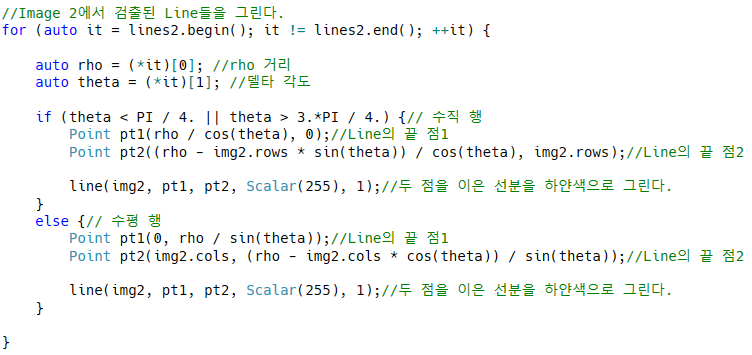 //Image 2에서 검출된 Line들을 그린다.
for (auto it = lines2.begin(); it != lines2.end(); ++it) {
auto rho = (*it)[0]; //rho 거리
auto theta = (*it)[1]; //델타 각도
if (theta < PI / 4. || theta > 3.*PI / 4.) {// 수직 행
Point pt1(rho / cos(theta), 0);//Line의 끝 점1
Point pt2((rho - img2.rows * sin(theta)) / cos(theta), img2.rows);//Line의 끝 점2
line(img2, pt1, pt2, Scalar(255), 1);//두 점을 이은 선분을 하얀색으로 그린다.
}
else {// 수평 행
Point pt1(0, rho / sin(theta));//Line의 끝 점1
Point pt2(img2.cols, (rho - img2.cols * cos(theta)) / sin(theta));//Line의 끝 점2
line(img2, pt1, pt2, Scalar(255), 1);//두 점을 이은 선분을 하얀색으로 그린다.
}
}